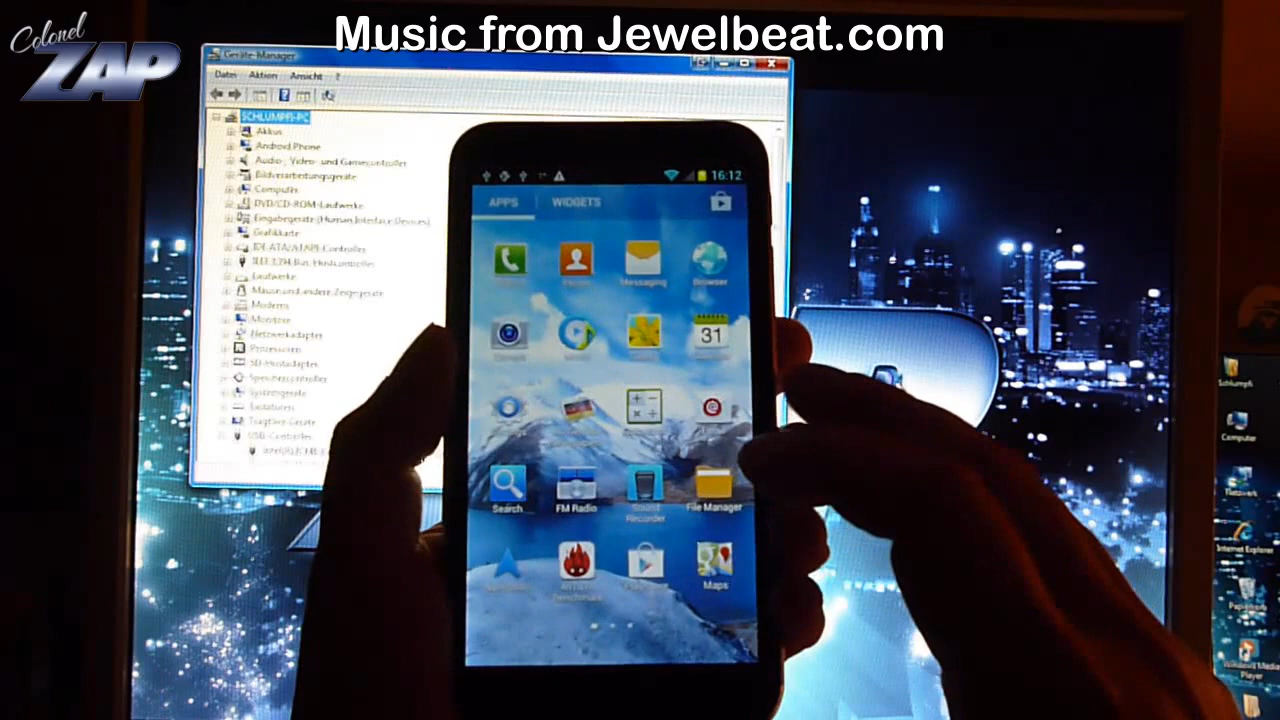 Music from Jewelbeat.com
Colonel
ZAP
Geräte-Manager
Datei Aktion Ansicht ?
SCHLUMPFI-PC
Akkus
Android Phone
Audio-, Video- und Gamecontroller
Bildverarbeitungsgeräte
Computer
DVD/CD-ROM-Laufwerke
Eingabegeräte (Human Interface Devices)
Grafikkarte
IDE ATA/ATAPI-Controller
IEEE 1394 Bus-Hostcontroller
Laufwerke
Mäuse und andere Zeigegeräte
Modems
Monitore
Netzwerkadapter
Prozessoren
SD-Hostadapter
Speichercontroller
Systemgeräte
Tastaturen
Tragbare Geräte
USB-Controller
16:12
APPS WIDGETS
Messaging Browser
31
Search FM Radio Sound Recorder File Manager
Benchmark
Maps
Schlumpfi
Computer
Netzwerk
Internet Explorer
Papierkorb
Windows Media Player